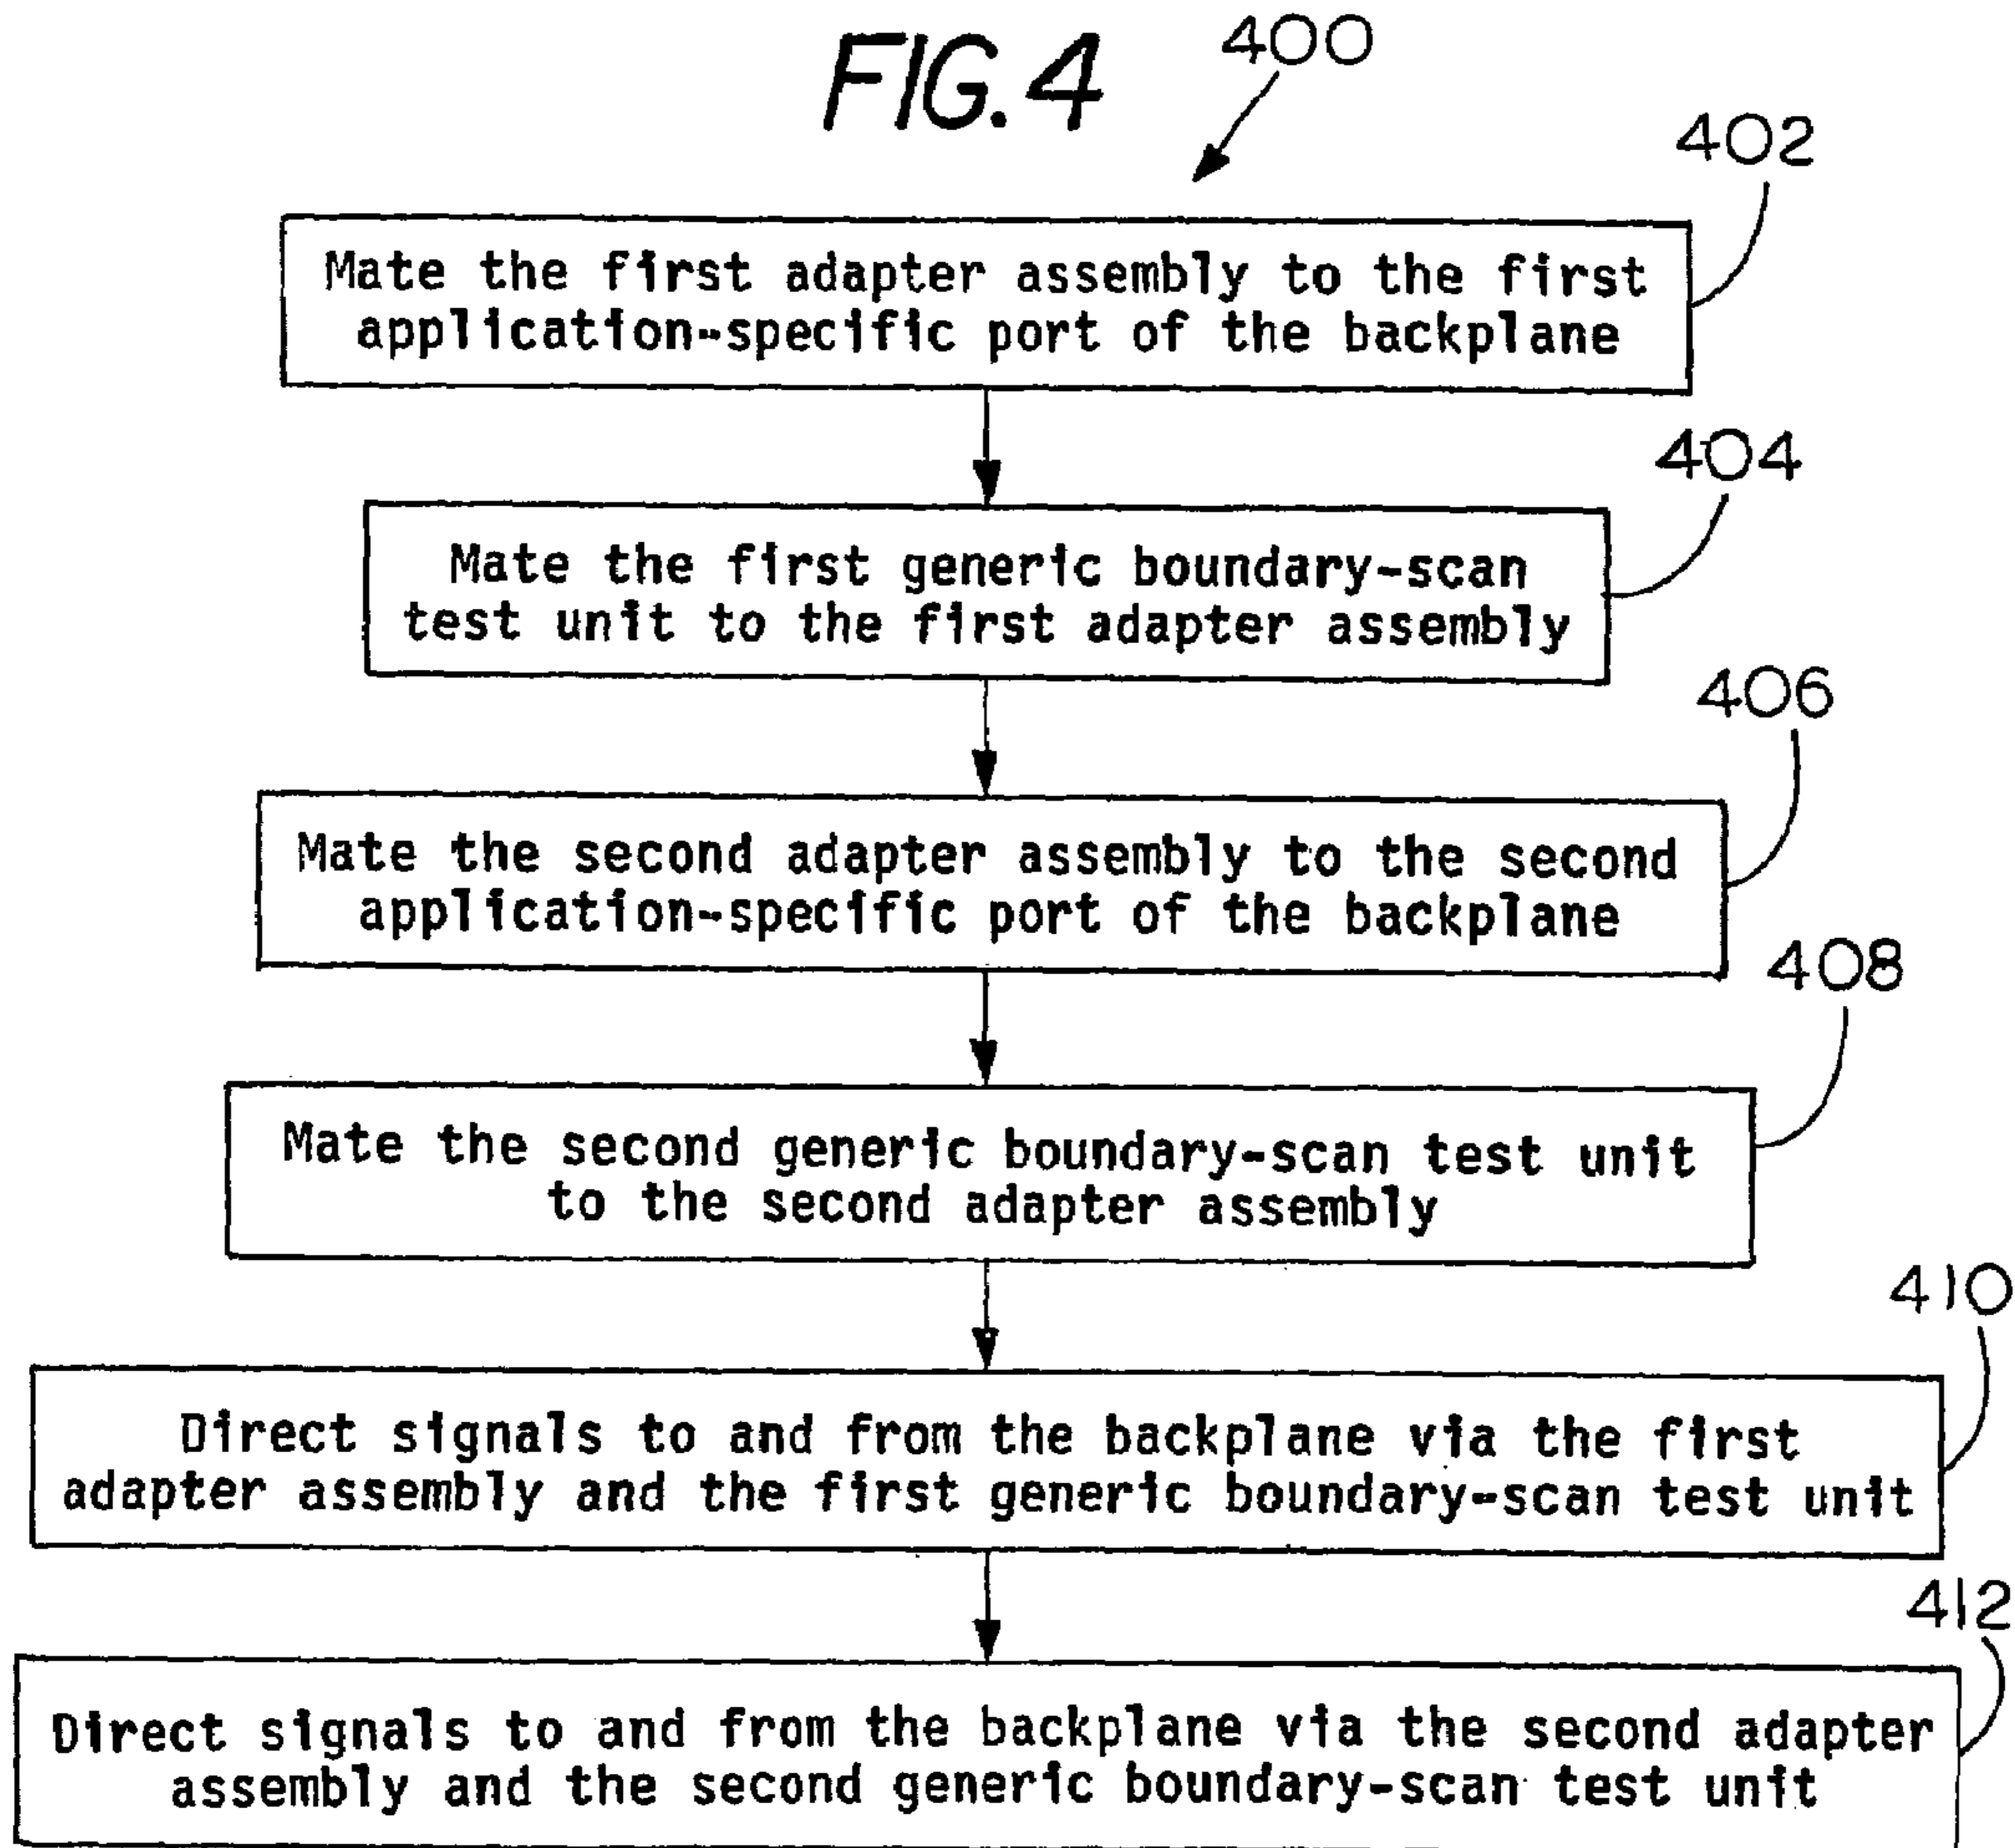 FIG. 4
400
402
Mate the first adapter assembly to the first
application-specific port of the backplane
404
Mate the first generic boundary-scan
test unit to the first adapter assembly
406
Mate the second adapter assembly to the second
application-specific port of the backplane
408
Mate the second generic boundary-scan test unit
to the second adapter assembly
410
Direct signals to and from the backplane via the first
adapter assembly and the first generic boundary-scan test unit
412
Direct signals to and from the backplane via the second adapter
assembly and the second generic boundary-scan test unit